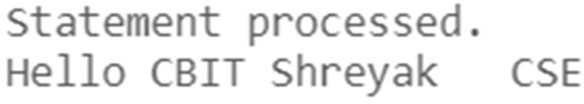 Statement processed.
Hello CBIT Shreyak   CSE